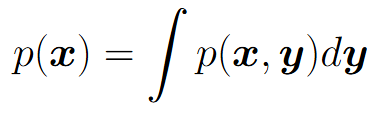 p(𝒙) = ∫ p(𝒙, 𝒚)d𝒚